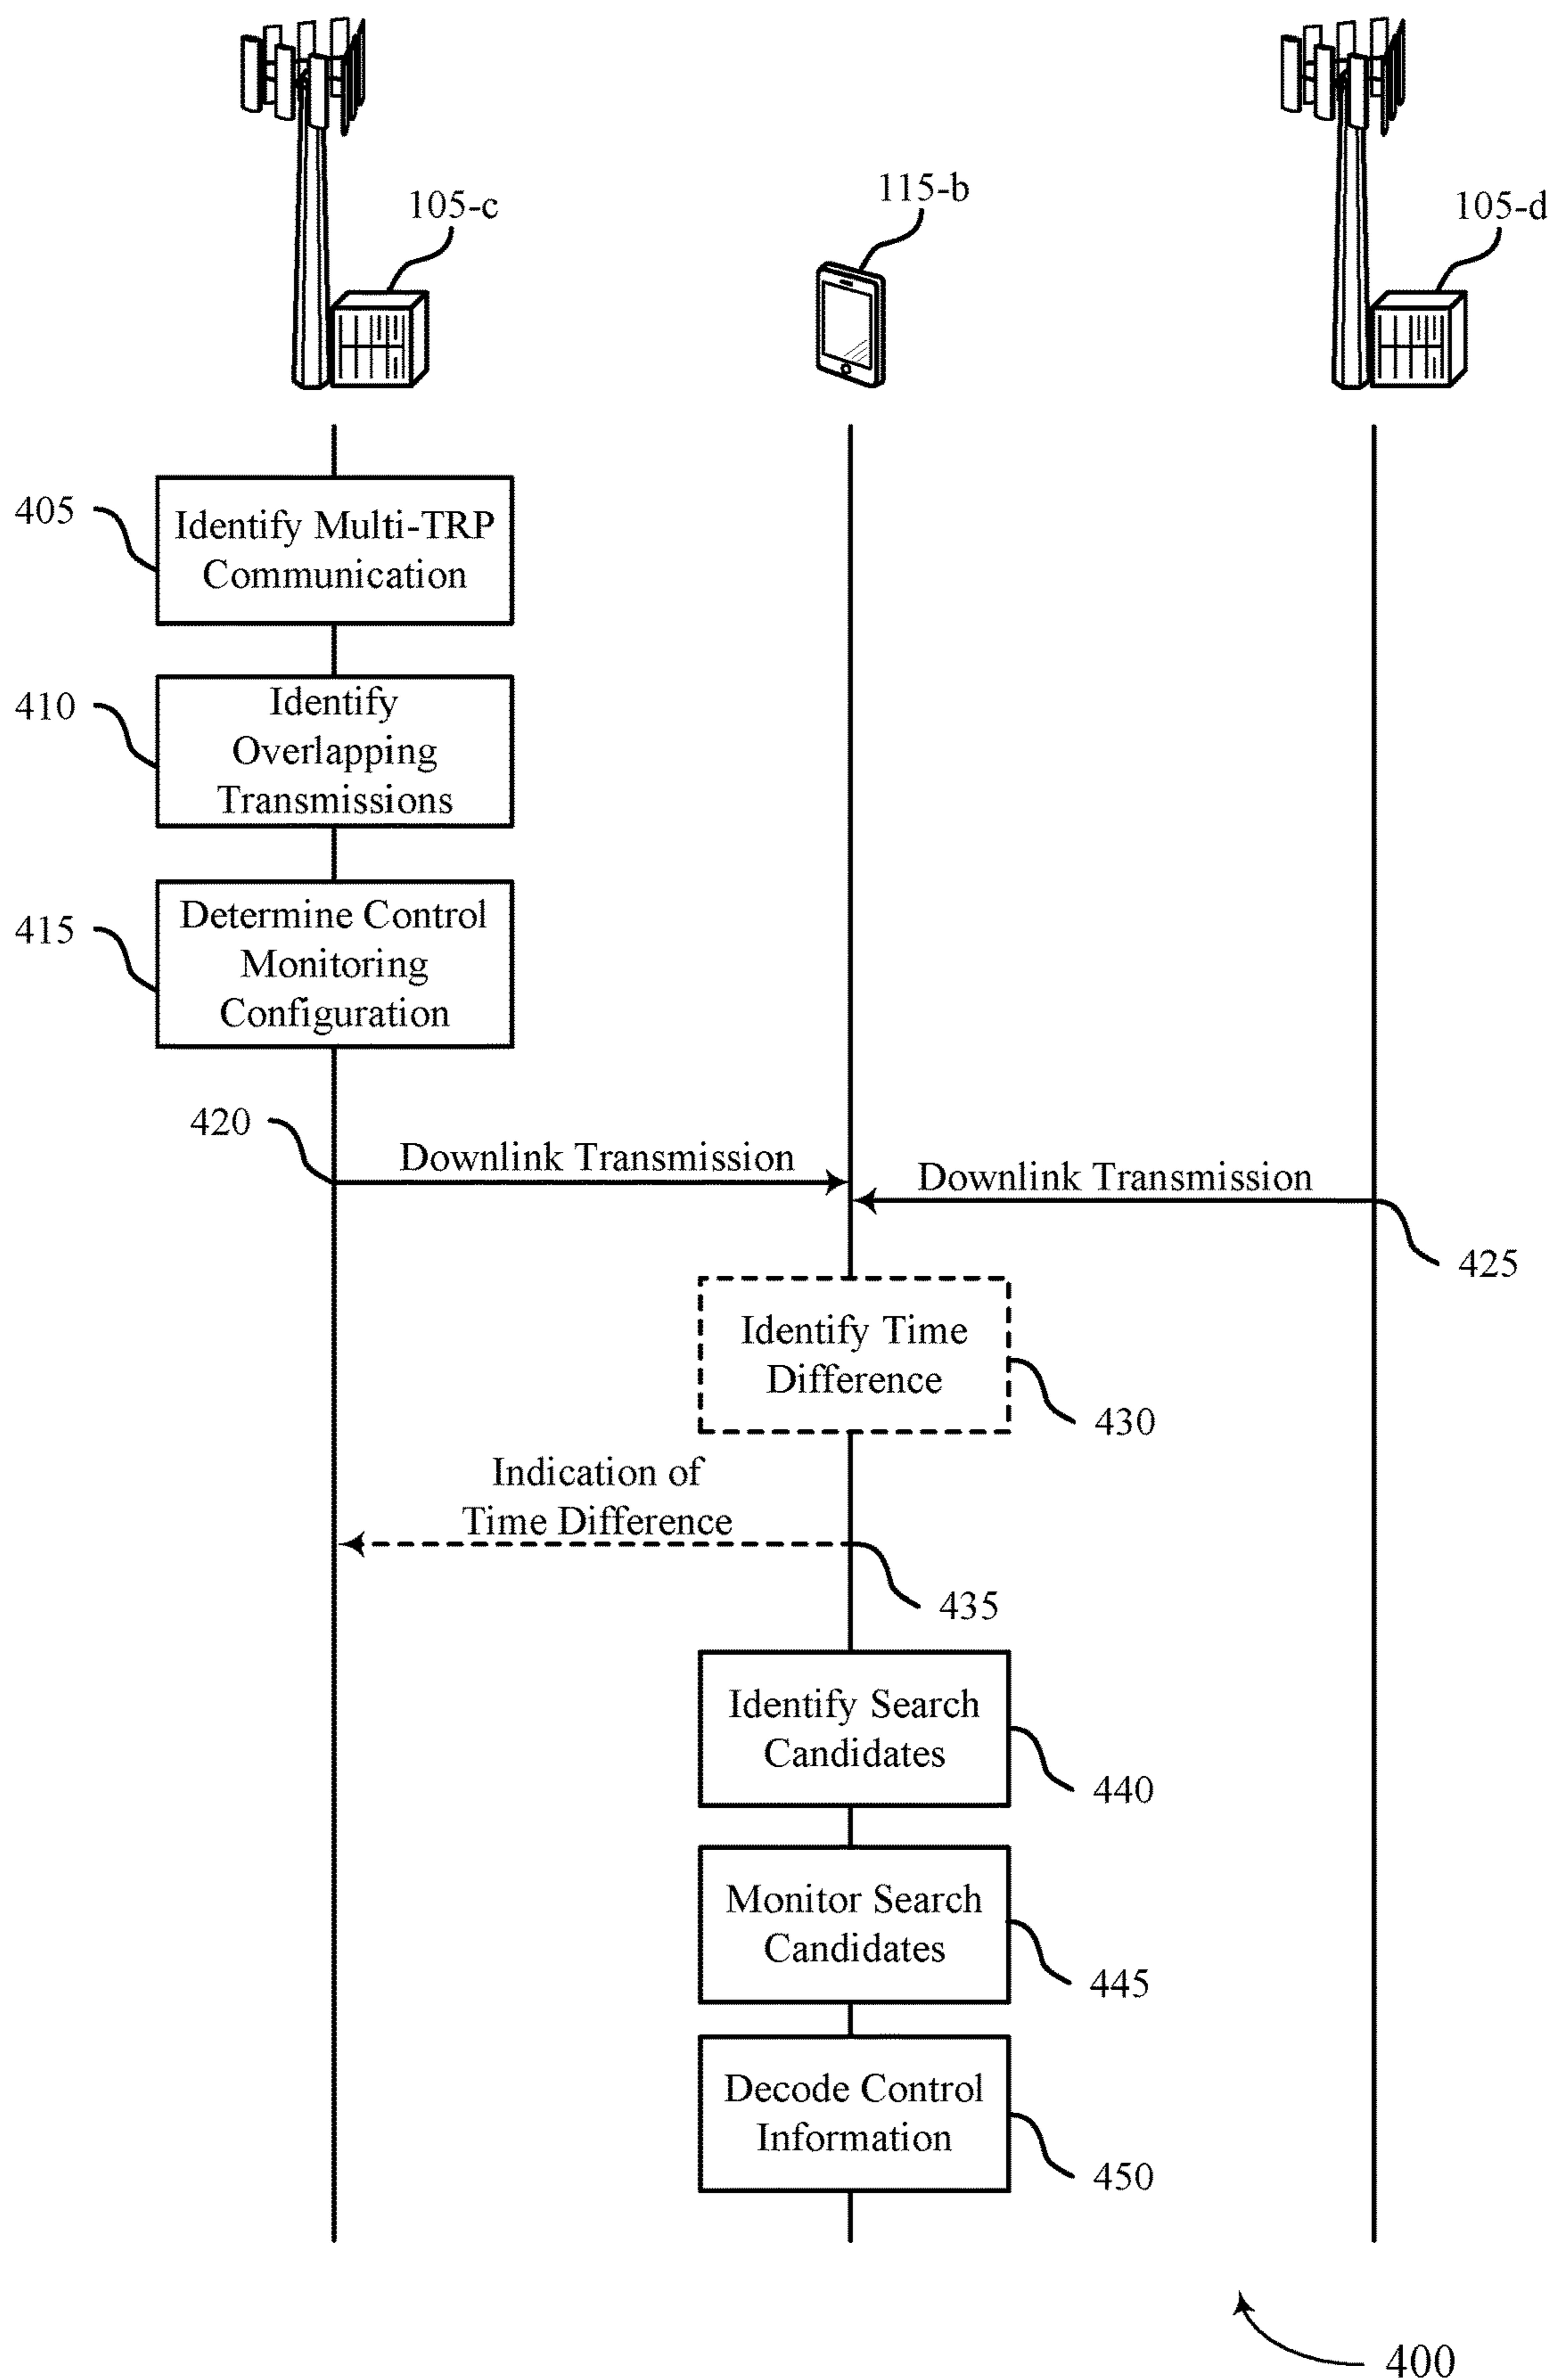 105-c
115-b
105-d
405
Identify Multi-TRP
Communication
410
Identify
Overlapping
Transmissions
415
Determine Control
Monitoring
Configuration
420
Downlink Transmission
Downlink Transmission
425
Identify Time
Difference
430
Indication of
Time Difference
435
Identify Search
Candidates
440
Monitor Search
Candidates
445
Decode Control
Information
450
400